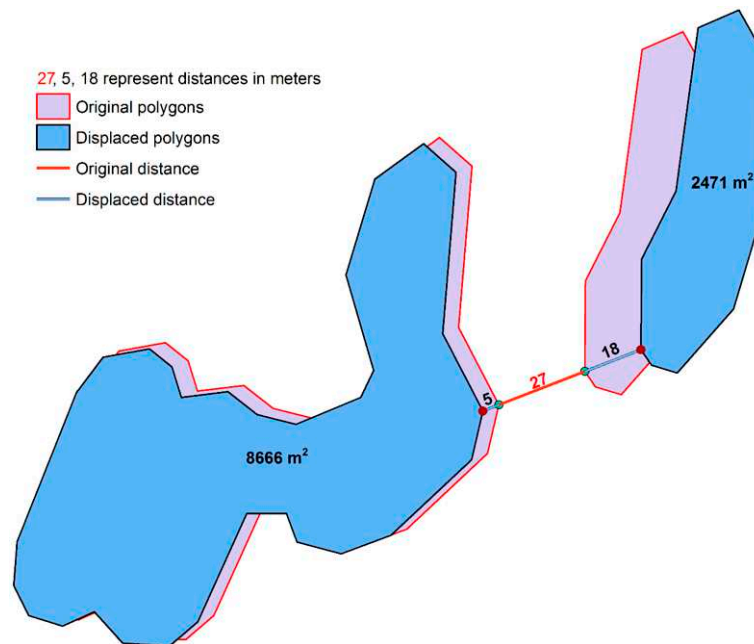 27, 5, 18 represent distances in meters
Original polygons
Displaced polygons
Original distance
Displaced distance
2471 m²
18
27
5
8666 m²